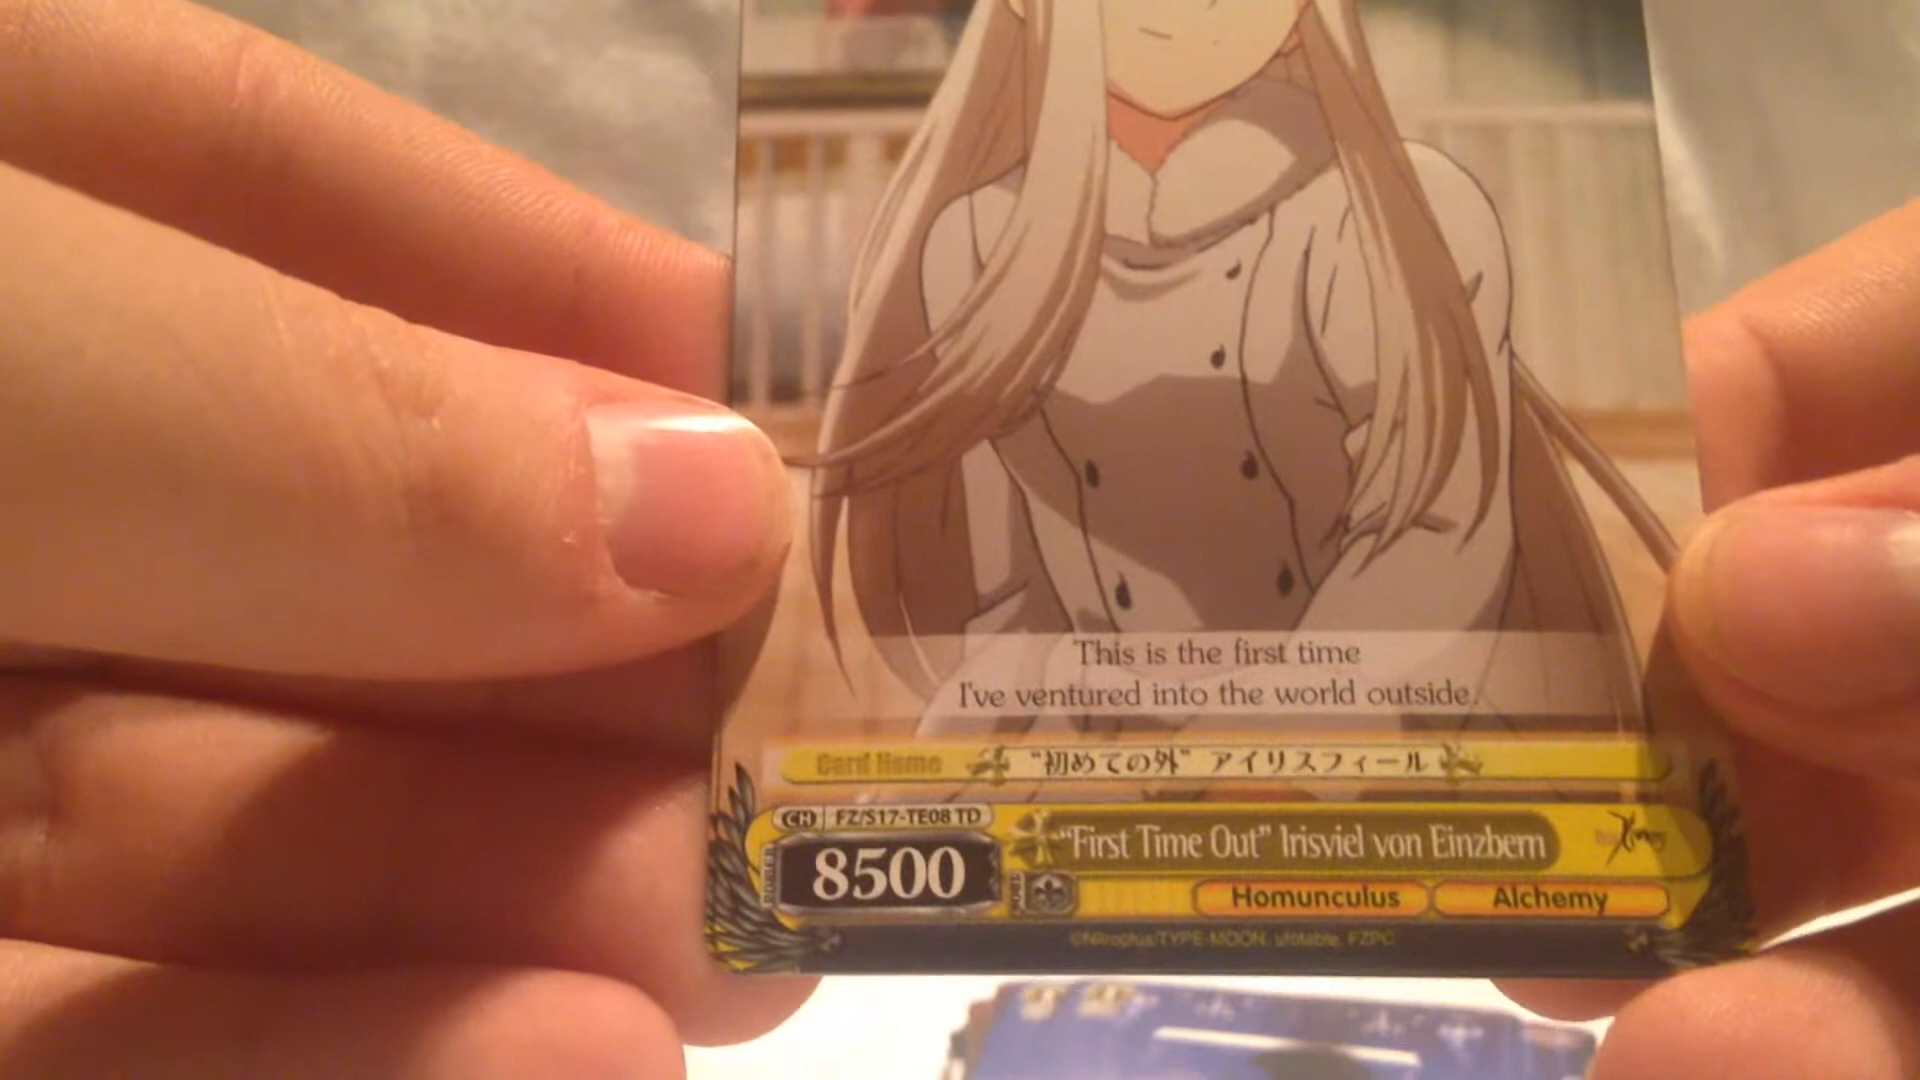 This is the first time
I've ventured into the world outside.
Card Name "初めての外" アイリスフィール
CH FZ/S17-TE08 TD
"First Time Out" Irisviel von Einzbern
POWER 8500
Homunculus Alchemy
©Nitroplus/TYPE-MOON, ufotable, FZPC